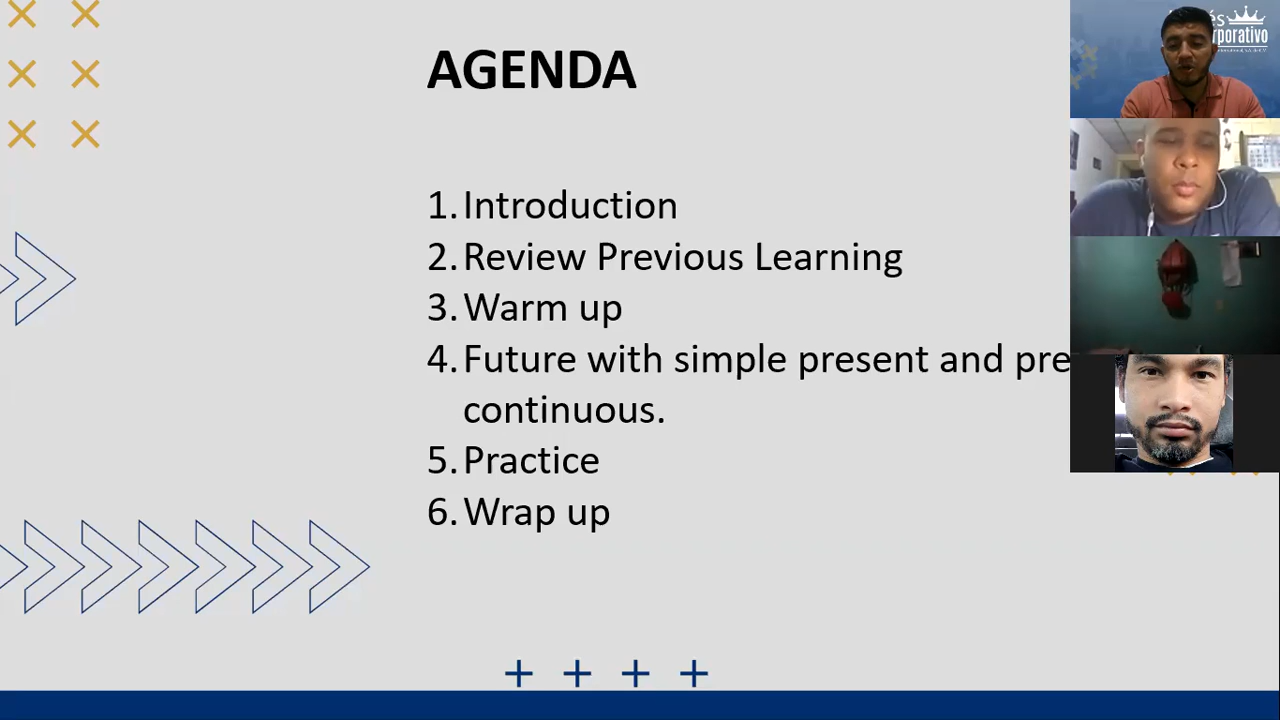 AGENDA
1. Introduction
2. Review Previous Learning
3. Warm up
4. Future with simple present and pre
continuous.
5. Practice
6. Wrap up